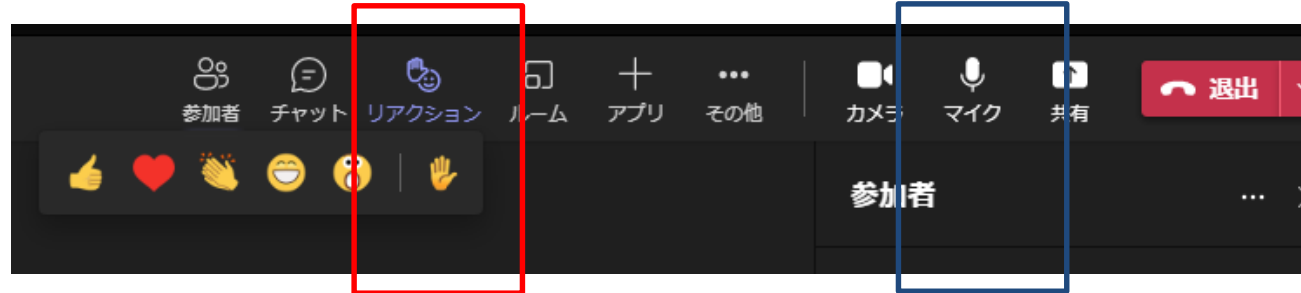 参加者 チャット リアクション ルーム アプリ その他 カメラ マイク 共有 退出
参加者